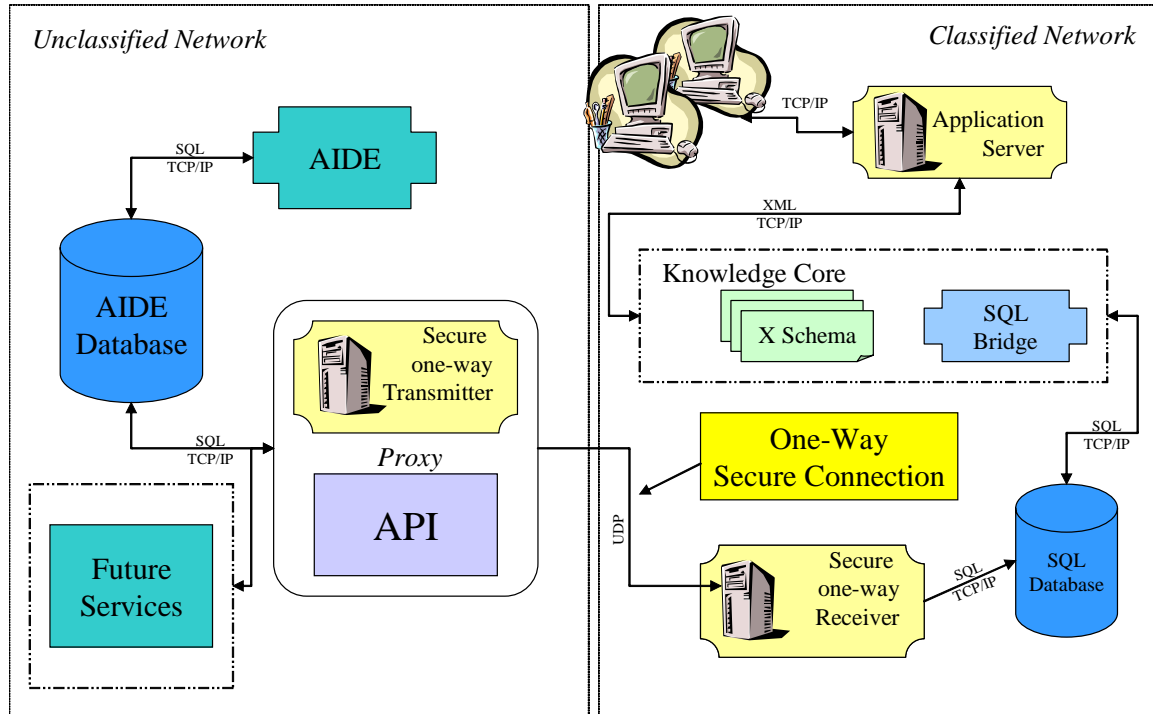 Unclassified Network
SQL
TCP/IP
AIDE
AIDE
Database
Secure
one-way
Transmitter
SQL
TCP/IP
Proxy
API
Future
Services
Classified Network
TCP/IP
Application
Server
XML
TCP/IP
Knowledge Core
X Schema
SQL
Bridge
SQL
TCP/IP
One-Way
Secure Connection
UDP
Secure
one-way
Receiver
SQL
TCP/IP
SQL
Database